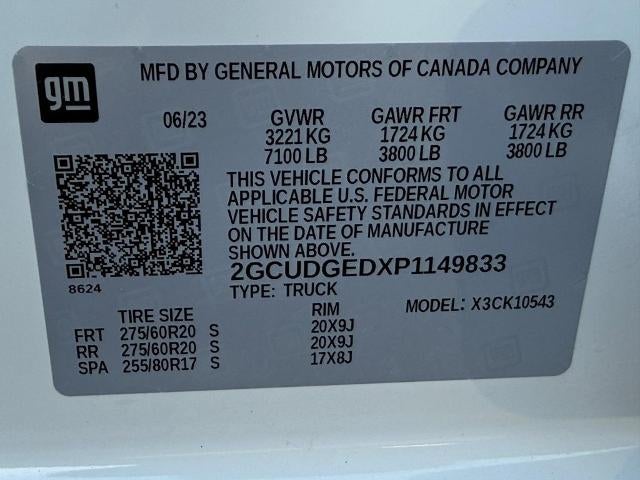 gm
MFD BY GENERAL MOTORS OF CANADA COMPANY
06/23 GVWR GAWR FRT GAWR RR
3221 KG 1724 KG 1724 KG
7100 LB 3800 LB 3800 LB
THIS VEHICLE CONFORMS TO ALL
APPLICABLE U.S. FEDERAL MOTOR
VEHICLE SAFETY STANDARDS IN EFFECT
ON THE DATE OF MANUFACTURE
SHOWN ABOVE.
2GCUDGEDXP1149833
8624
TYPE: TRUCK MODEL: X3CK10543
TIRE SIZE RIM
FRT 275/60R20 S 20X9J
RR 275/60R20 S 20X9J
SPA 255/80R17 S 17X8J